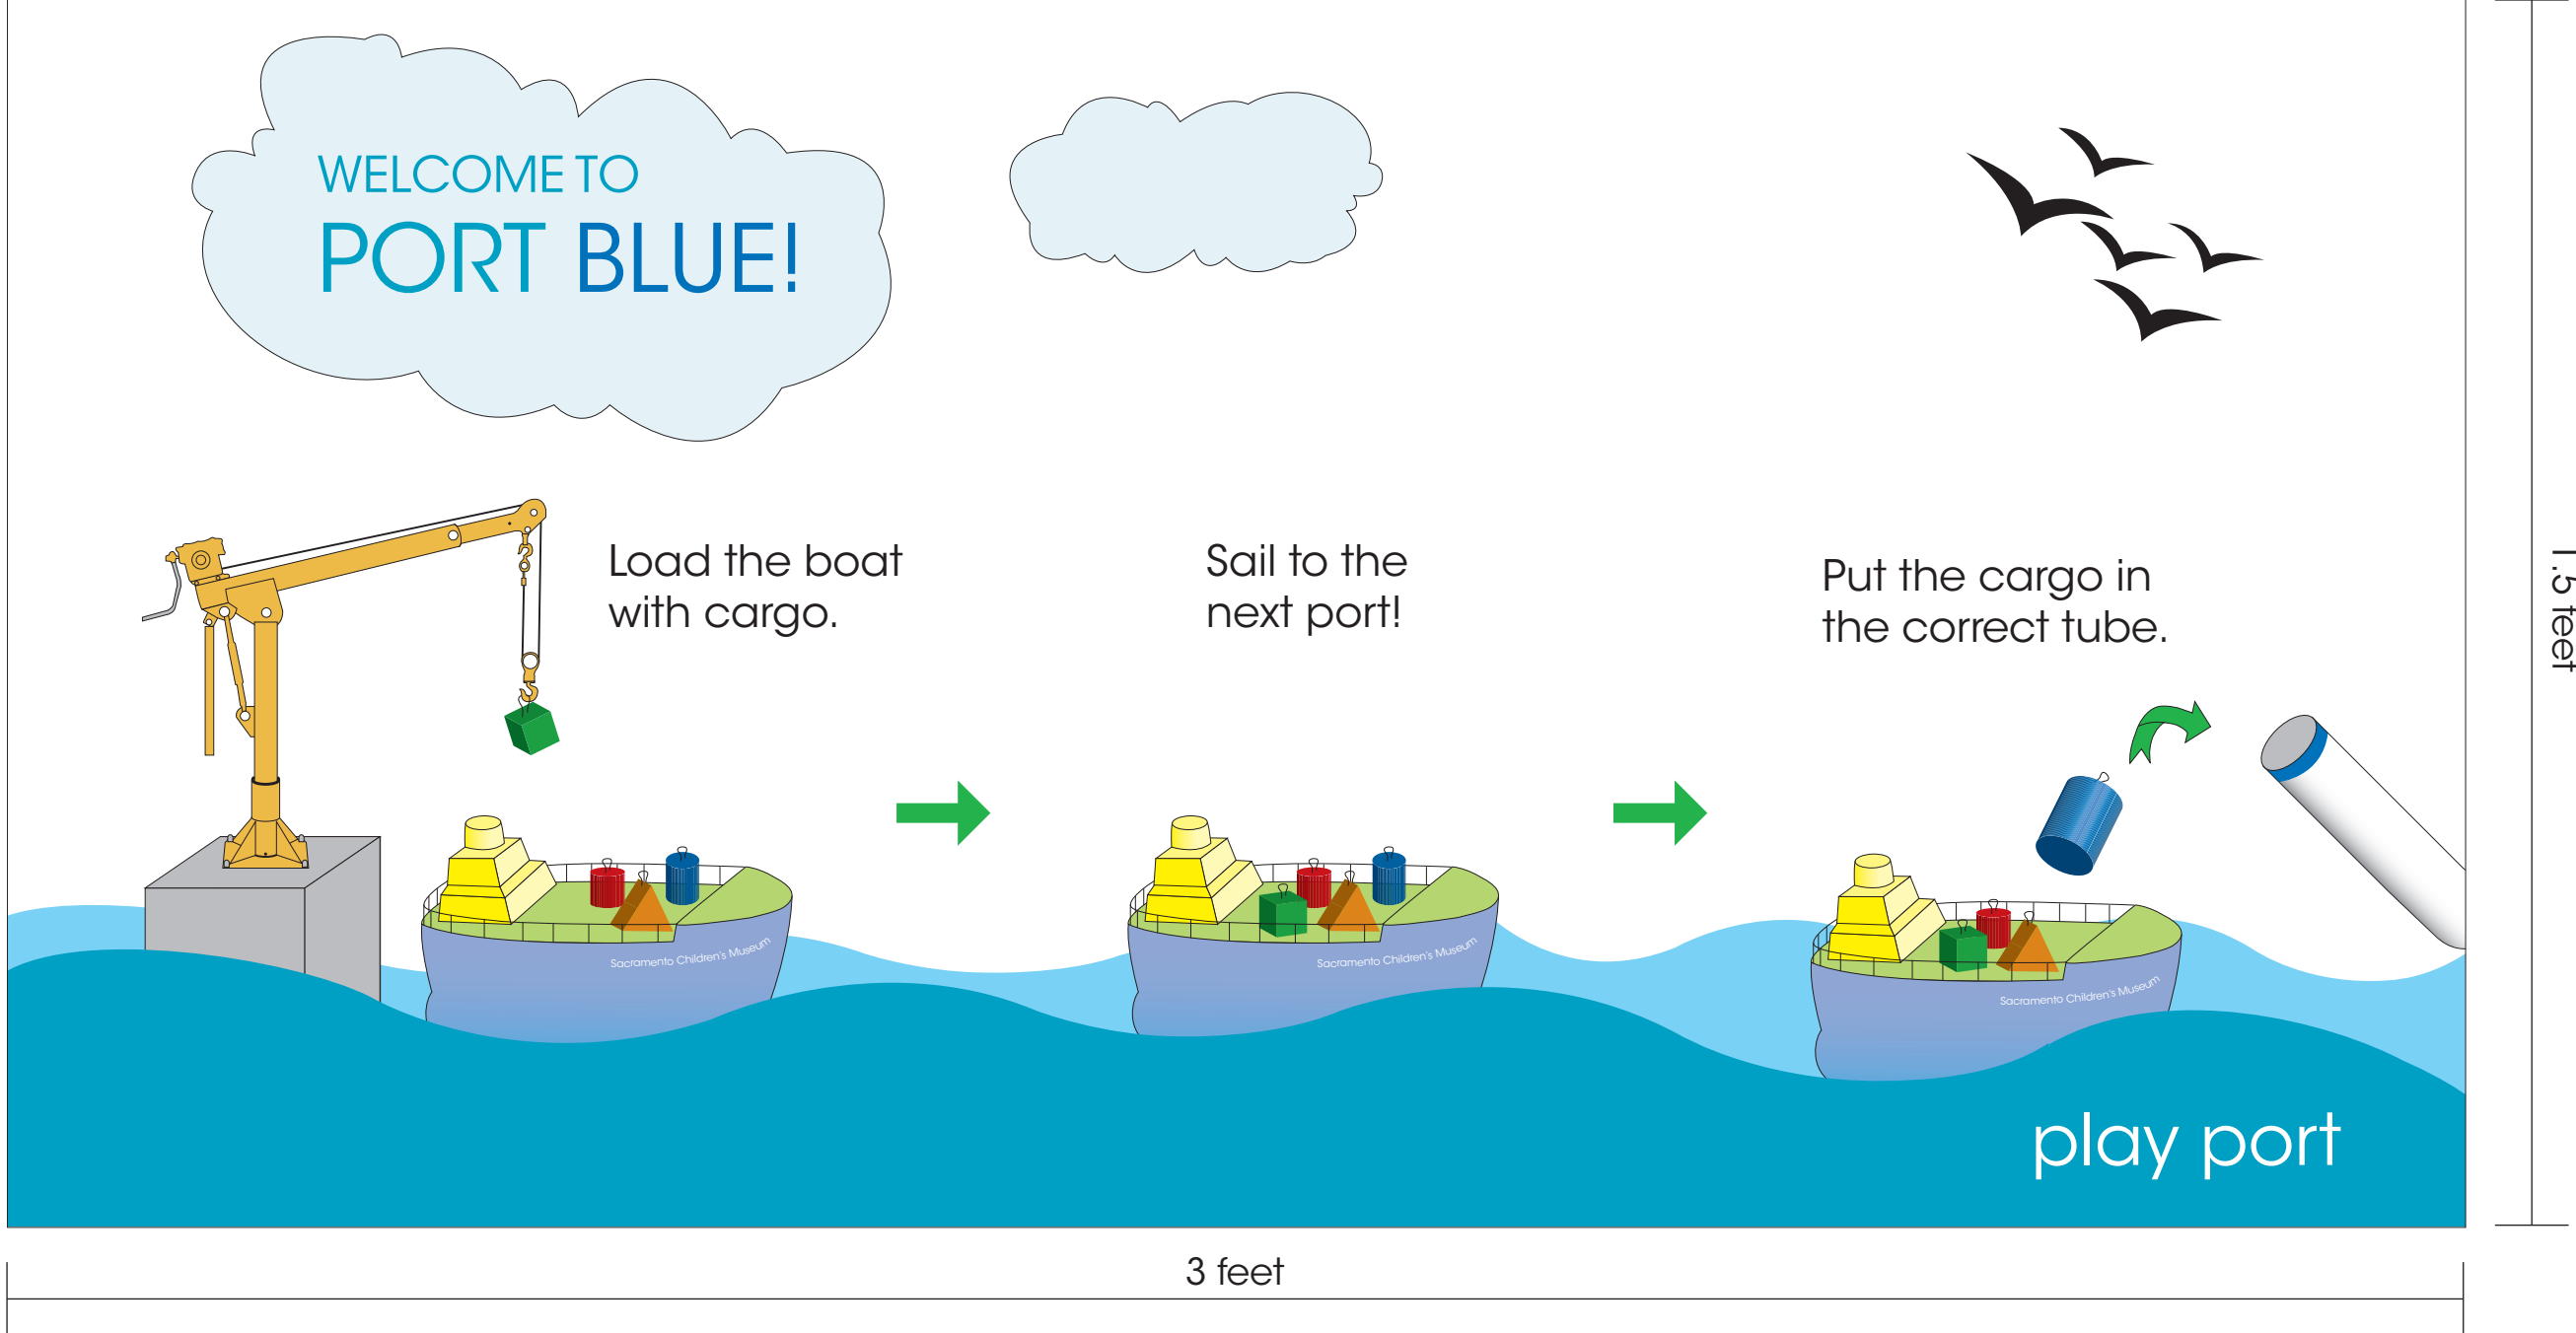 WELCOME TO
PORT BLUE!
Load the boat
with cargo.
Sail to the
next port!
Put the cargo in
the correct tube.
Sacramento Children's Museum
Sacramento Children's Museum
Sacramento Children's Museum
play port
3 feet
1.5 feet